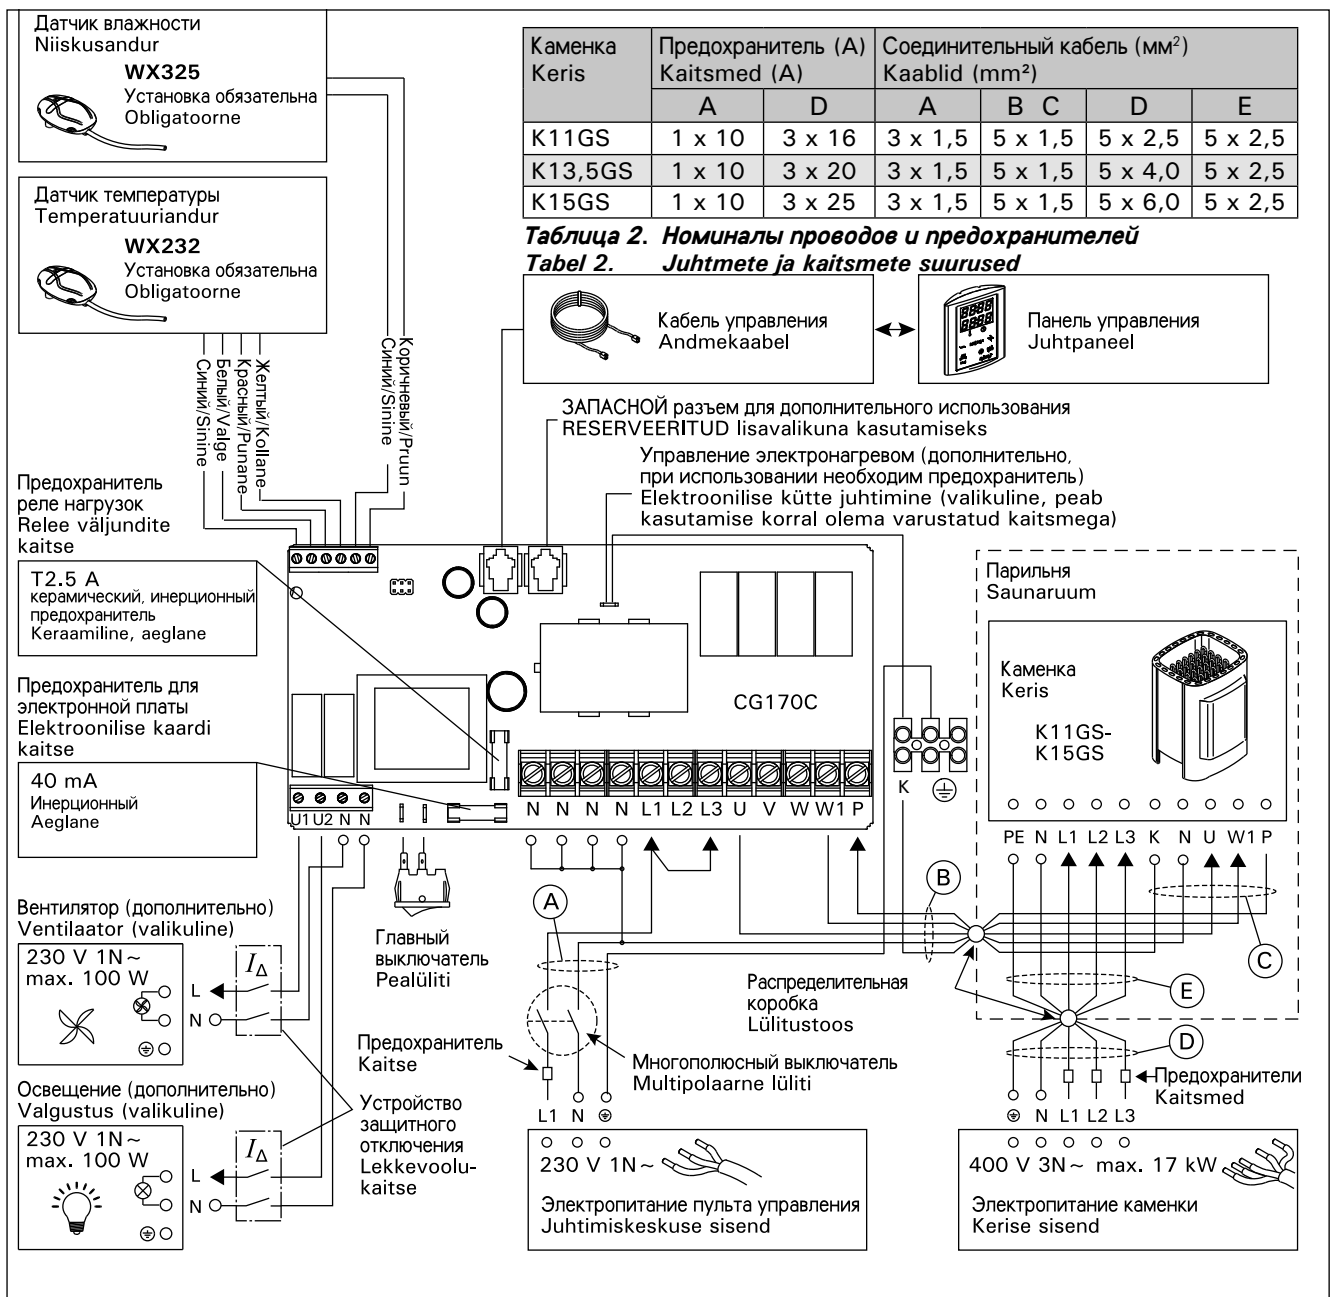 Датчик влажности
Niiskusandur
WX325
Установка обязательна
Obligatoorne
Датчик температуры
Temperatuuriandur
WX232
Установка обязательна
Obligatoorne
Каменка Предохранитель (A) Соединительный кабель (мм²)
Keris Kaitsmed (A) Kaablid (mm²)
A D A B C D E
K11GS 1 x 10 3 x 16 3 x 1,5 5 x 1,5 5 x 2,5 5 x 2,5
K13,5GS 1 x 10 3 x 20 3 x 1,5 5 x 1,5 5 x 4,0 5 x 2,5
K15GS 1 x 10 3 x 25 3 x 1,5 5 x 1,5 5 x 6,0 5 x 2,5
Таблица 2. Номиналы проводов и предохранителей
Tabel 2. Juhtmete ja kaitsmete suurused
Кабель управления
Andmekaabel
Панель управления
Juhtpaneel
Синий/Sinine
Белый/Valge
Красный/Punane
Желтый/Kollane
Синий/Sinine
Коричневый/Pruun
ЗАПАСНОЙ разъем для дополнительного использования
RESERVEERITUD lisavalikuna kasutamiseks
Управление электронагревом (дополнительно,
при использовании необходим предохранитель)
Elektroonilise kütte juhtimine (valikuline, peab
kasutamise korral olema varustatud kaitsmega)
Предохранитель
реле нагрузок
Relee väljundite
kaitse
T2.5 A
керамический, инерционный
предохранитель
Keraamiline, aeglane
Предохранитель для
электронной платы
Elektroonilise kaardi
kaitse
40 mA
Инерционный
Aeglane
CG170C
U1 U2 N N
N N N N L1 L2 L3 U V W W1 P
K
Парильня
Saunaruum
Каменка
Keris
K11GS-
K15GS
PE N L1 L2 L3 K N U W1 P
A
B
C
E
D
Вентилятор (дополнительно)
Ventilaator (valikuline)
230 V 1N~
max. 100 W
L
N
I∆
Освещение (дополнительно)
Valgustus (valikuline)
230 V 1N~
max. 100 W
L
N
I∆
Главный
выключатель
Pealüliti
Предохранитель
Kaitse
Устройство
защитного
отключения
Lekkevoolu-
kaitse
Распределительная
коробка
Lülitustoos
Многополюсный выключатель
Multipolaarne lüliti
L1 N
230 V 1N~
Электропитание пульта управления
Juhtimiskeskuse sisend
Предохранители
Kaitsmed
N L1 L2 L3
400 V 3N~ max. 17 kW
Электропитание каменки
Kerise sisend